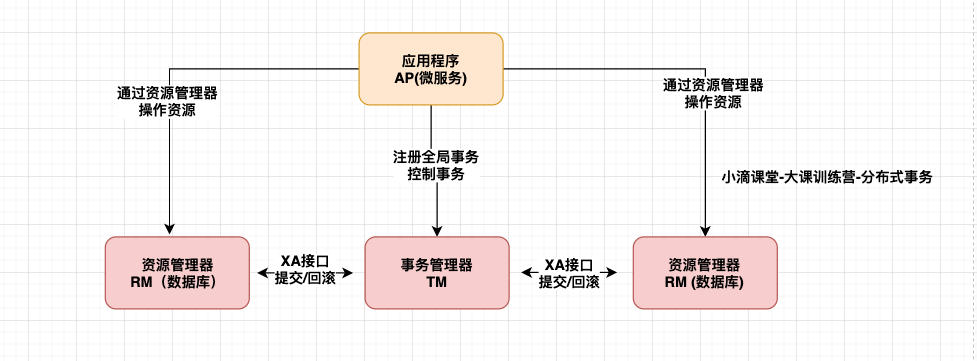 应用程序
AP(微服务)
通过资源管理器
操作资源
通过资源管理器
操作资源
注册全局事务
控制事务
小滴课堂-大课训练营-分布式事务
资源管理器
RM（数据库）
XA接口
提交/回滚
事务管理器
TM
XA接口
提交/回滚
资源管理器
RM (数据库)